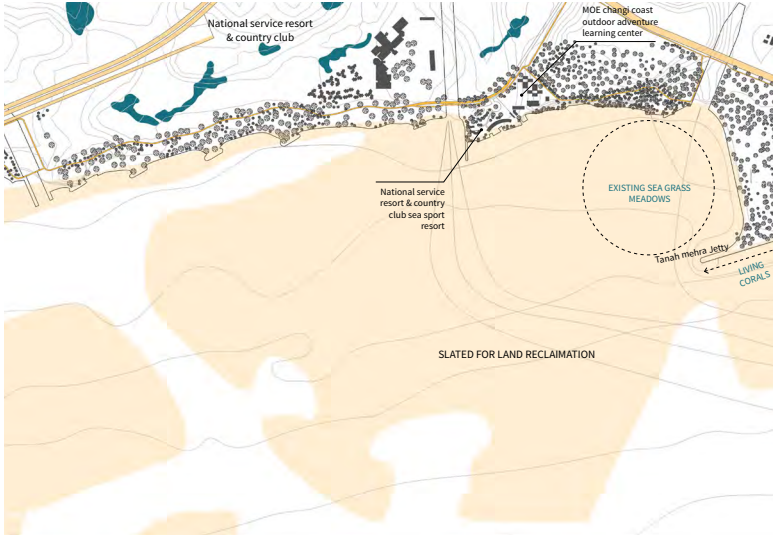 National service resort
& country club
MOE changi coast
outdoor adventure
learning center
National service
resort & country
club sea sport
resort
EXISTING SEA GRASS
MEADOWS
Tanah mehra Jetty
LIVING
CORALS
SLATED FOR LAND RECLAIMATION